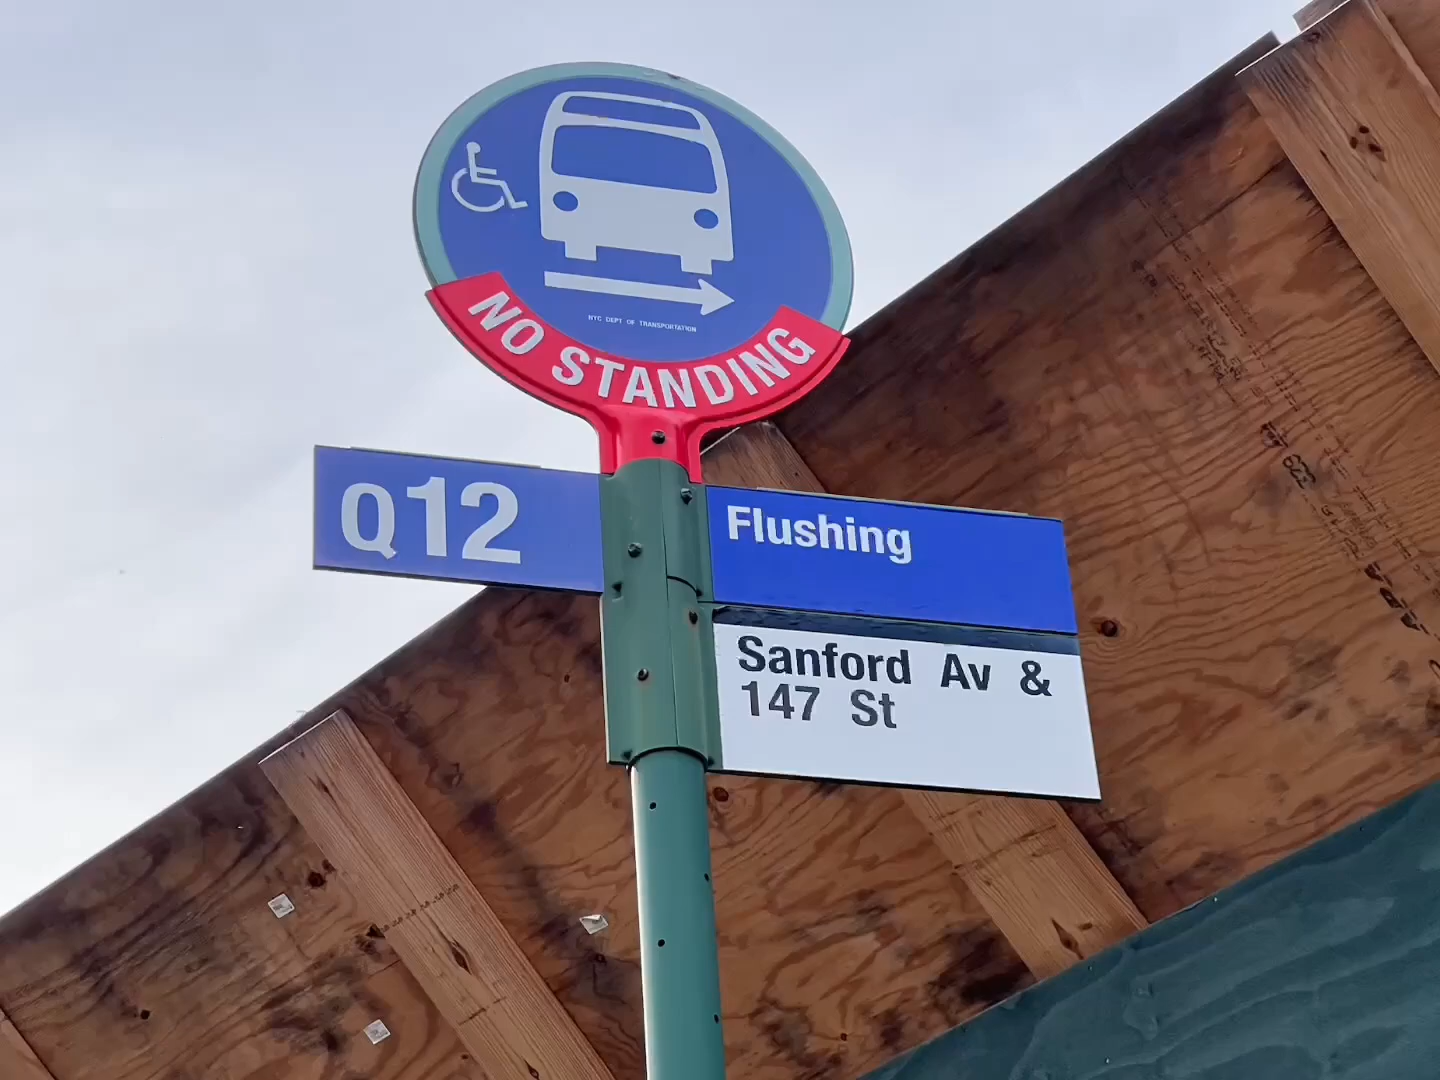 NYC DEPT OF TRANSPORTATION
NO STANDING
Q12
Flushing
Sanford Av &
147 St